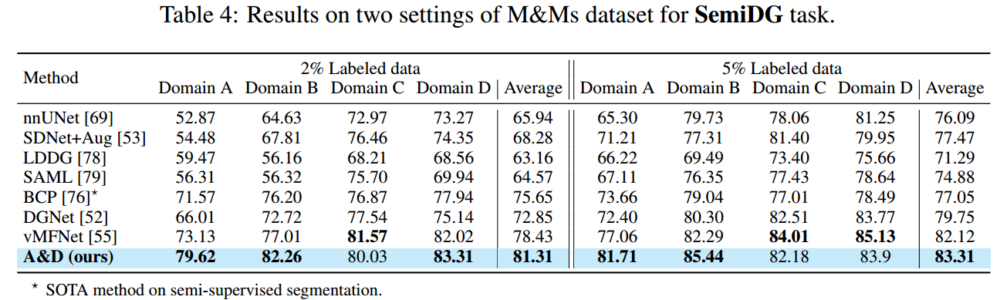 Table 4: Results on two settings of M&Ms dataset for SemiDG task.
Method 2% Labeled data 5% Labeled data
Domain A Domain B Domain C Domain D Average Domain A Domain B Domain C Domain D Average
nnUNet [69] 52.87 64.63 72.97 73.27 65.94 65.30 79.73 78.06 81.25 76.09
SDNet+Aug [53] 54.48 67.81 76.46 74.35 68.28 71.21 77.31 81.40 79.95 77.47
LDDG [78] 59.47 56.16 68.21 68.56 63.16 66.22 69.49 73.40 75.66 71.29
SAML [79] 56.31 56.32 75.70 69.94 64.57 67.11 76.35 77.43 78.64 74.88
BCP [76]⋆ 71.57 76.20 76.87 77.94 75.65 73.66 79.04 77.01 78.49 77.05
DGNet [52] 66.01 72.72 77.54 75.14 72.85 72.40 80.30 82.51 83.77 79.75
vMFNet [55] 73.13 77.01 81.57 82.02 78.43 77.06 82.29 84.01 85.13 82.12
A&D (ours) 79.62 82.26 80.03 83.31 81.31 81.71 85.44 82.18 83.9 83.31
⋆ SOTA method on semi-supervised segmentation.